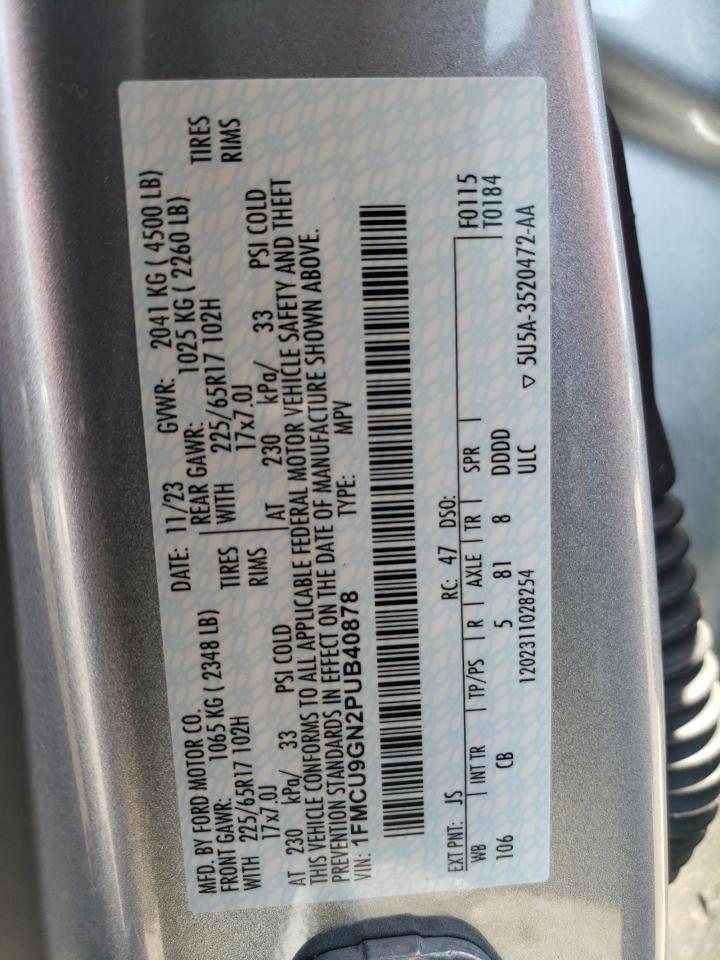 MFD. BY FORD MOTOR CO.
DATE: 11/23 GVWR: 2041 KG ( 4500 LB)
FRONT GAWR: 1065 KG ( 2348 LB) REAR GAWR: 1025 KG ( 2260 LB)
WITH 225/65R17 102H TIRES WITH 225/65R17 102H TIRES
17x7.0J RIMS 17x7.0J RIMS
AT 230 kPa/ 33 PSI COLD AT 230 kPa/ 33 PSI COLD
THIS VEHICLE CONFORMS TO ALL APPLICABLE FEDERAL MOTOR VEHICLE SAFETY AND THEFT
PREVENTION STANDARDS IN EFFECT ON THE DATE OF MANUFACTURE SHOWN ABOVE.
VIN: 1FMCU9GN2PUB40878 TYPE: MPV
EXT PNT: JS RC: 47 DSO: F0115
WB INT TR TP/PS R AXLE TR SPR T0184
106 CB 5 81 8 DDDD
1202311028254 ULC ▽ 5U5A-3520472-AA